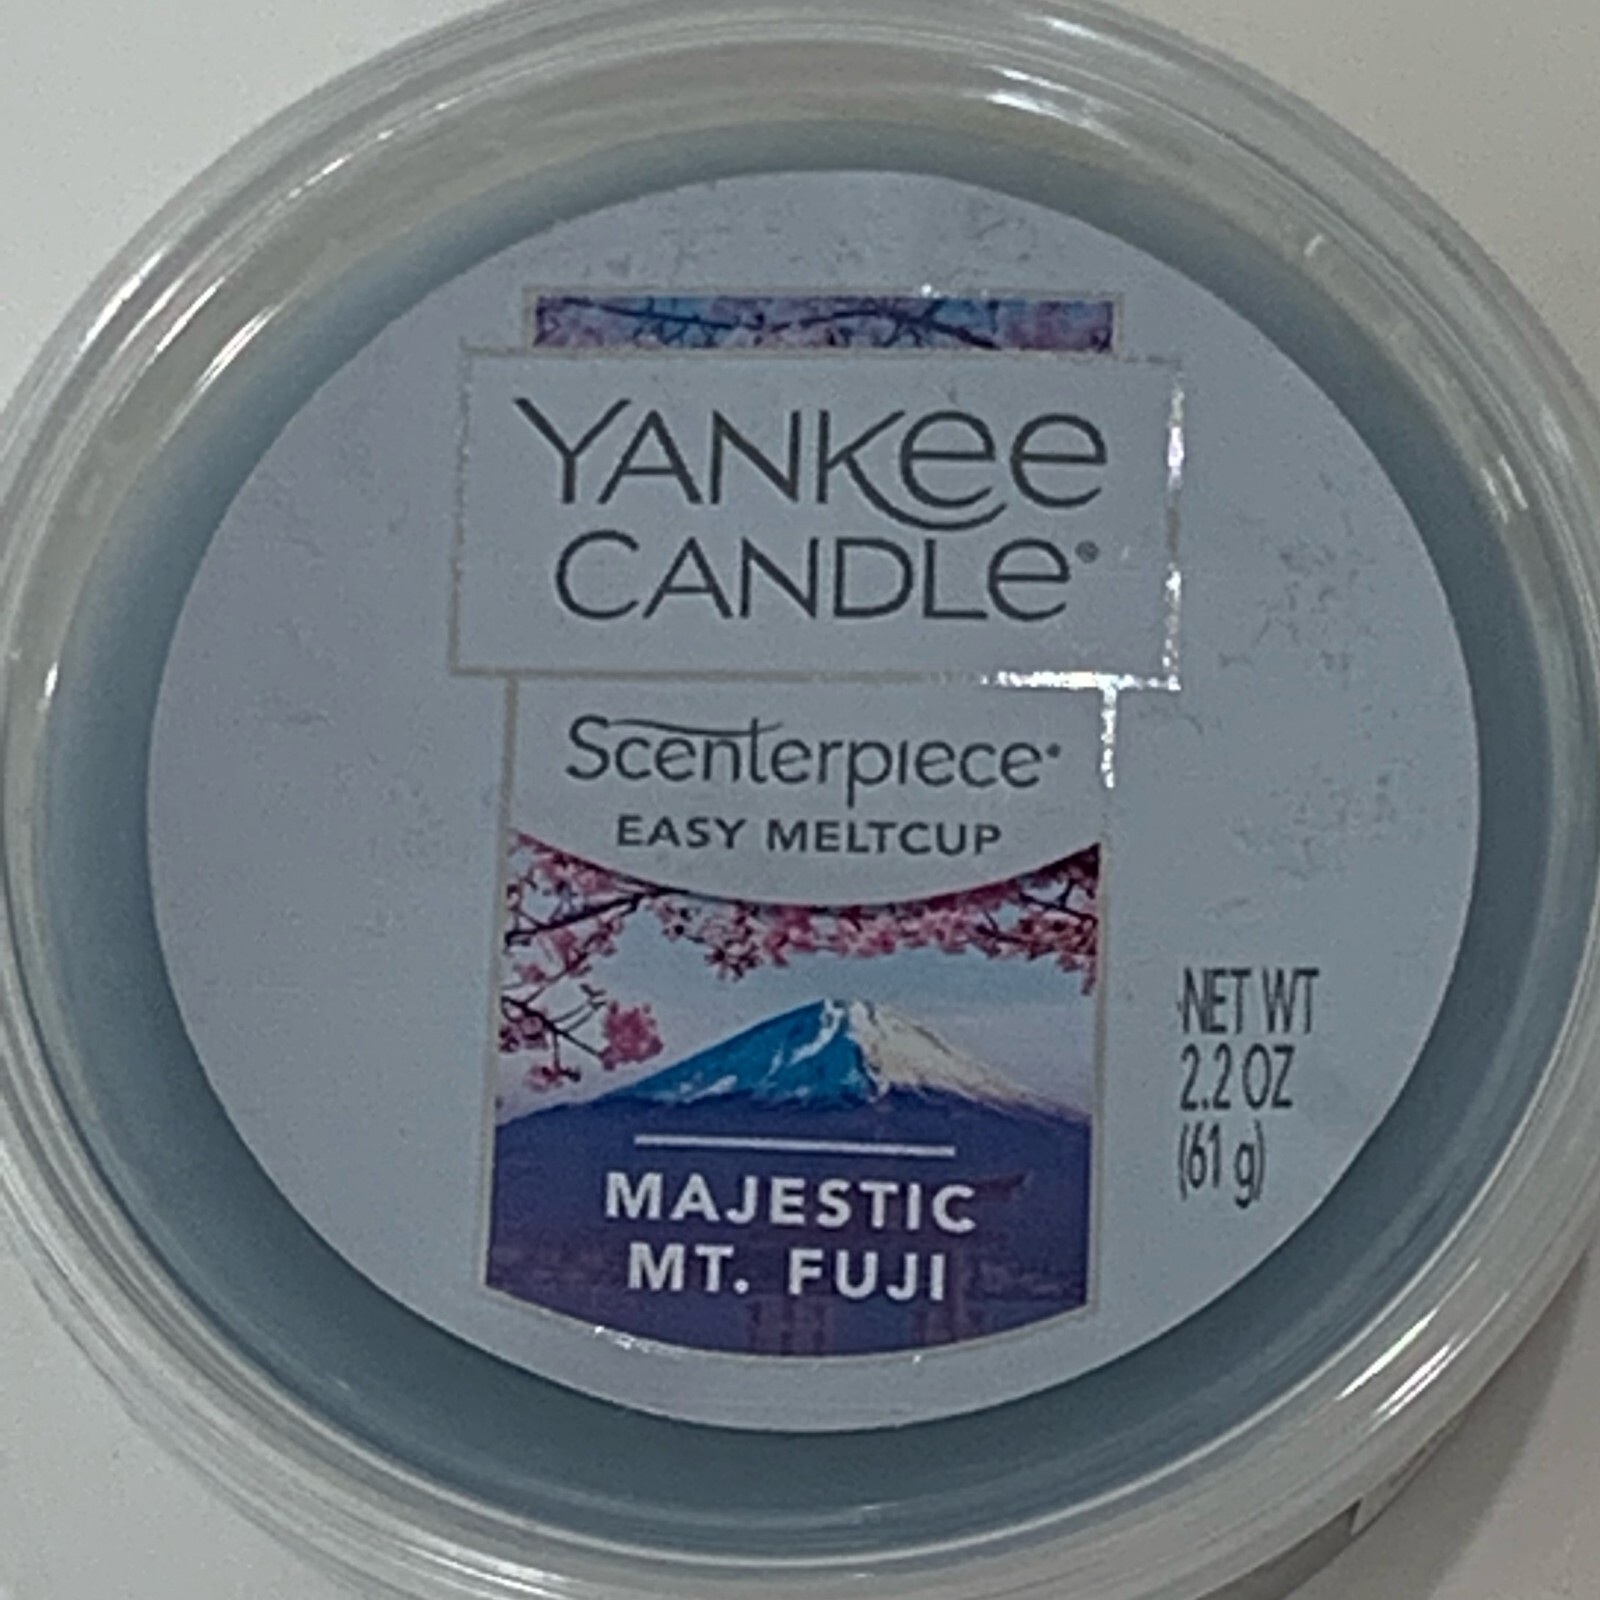 YANKEE
CANDLE®
Scenterpiece®
EASY MELTCUP
MAJESTIC
MT. FUJI
NET WT
2.2 OZ
(61 g)